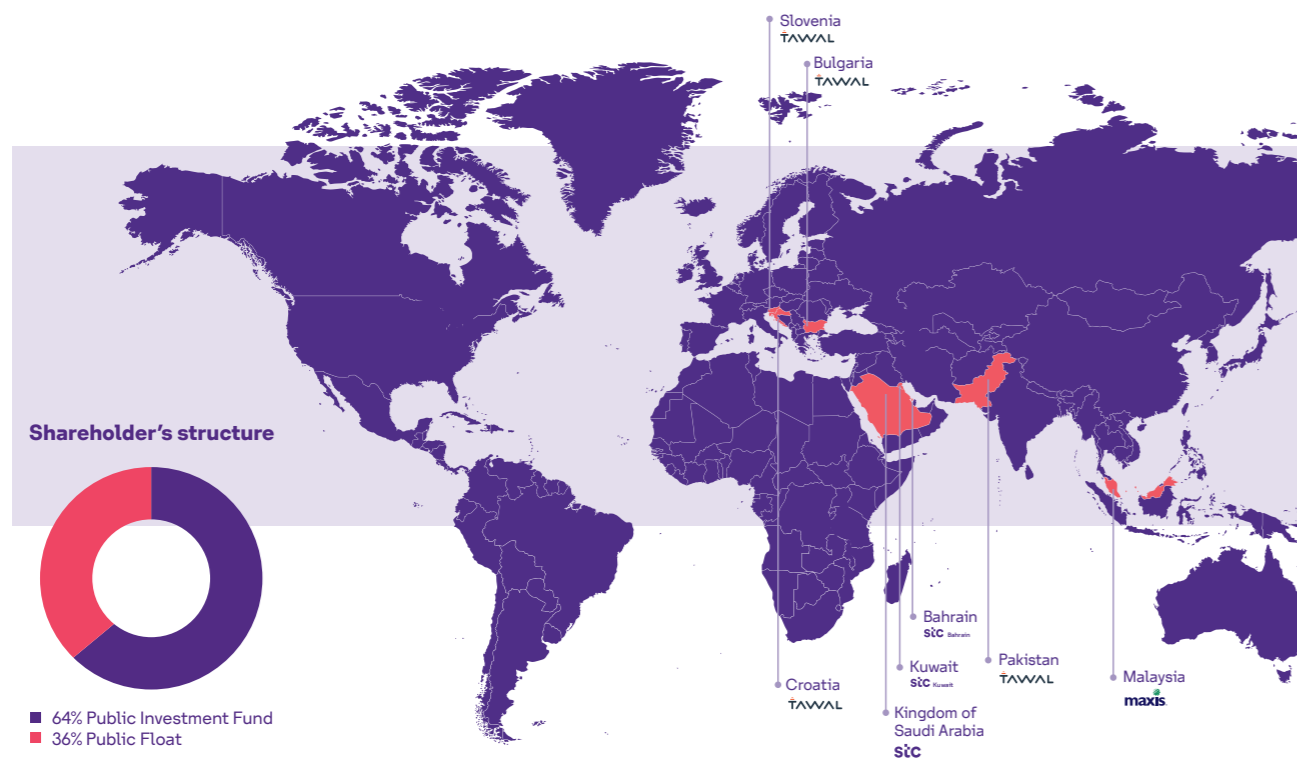 Slovenia
TAWAL
Bulgaria
TAWAL
Shareholder's structure
64% Public Investment Fund
36% Public Float
Croatia
TAWAL
Kingdom of
Saudi Arabia
stc
Kuwait
stc Kuwait
Bahrain
stc Bahrain
Pakistan
TAWAL
Malaysia
maxis